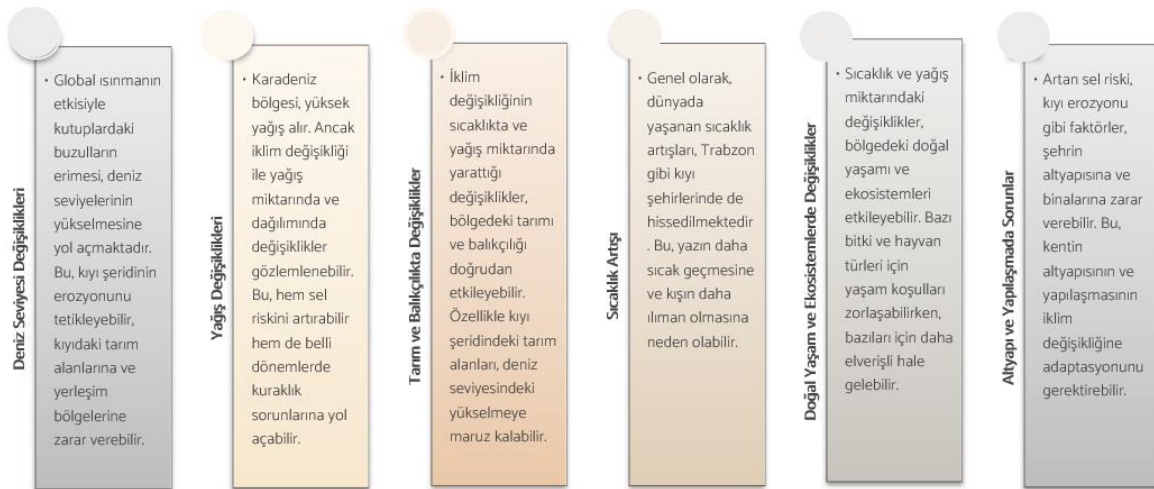 Deniz Seviyesi Değişiklikleri
• Global ısınmanın
etkisiyle
kutuplardaki
buzulların
erimesi, deniz
seviyelerinin
yükselmesine
yol açmaktadır.
Bu, kıyı şeridinin
erozyonunu
tetikleyebilir,
kıyıdaki tarım
alanlarına ve
yerleşim
bölgelerine
zarar verebilir.
Yağış Değişiklikleri
• Karadeniz
bölgesi, yüksek
yağış alır. Ancak
iklim değişikliği
ile yağış
miktarında ve
dağılımında
değişiklikler
gözlemlenebilir.
Bu, hem sel
riskini artırabilir
hem de belli
dönemlerde
kuraklık
sorunlarına yol
açabilir.
Tarım ve Balıkçılıkta Değişiklikler
• İklim
değişikliğinin
sıcaklıkta ve
yağış miktarında
yarattığı
değişiklikler,
bölgedeki tarımı
ve balıkçılığı
doğrudan
etkileyebilir.
Özellikle kıyı
şeridindeki tarım
alanları, deniz
seviyesindeki
yükselmeye
maruz kalabilir.
Sıcaklık Artışı
• Genel olarak,
dünyada
yaşanan sıcaklık
artışları, Trabzon
gibi kıyı
şehirlerinde de
hissedilmektedir
. Bu, yazın daha
sıcak geçmesine
ve kışın daha
ılıman olmasına
neden olabilir.
Doğal Yaşam ve Ekosistemlerde Değişiklikler
• Sıcaklık ve yağış
miktarındaki
değişiklikler,
bölgedeki doğal
yaşamı ve
ekosistemleri
etkileyebilir. Bazı
bitki ve hayvan
türleri için
yaşam koşulları
zorlaşabilirken,
bazıları için daha
elverişli hale
gelebilir.
Altyapı ve Yapılaşmada Sorunlar
• Artan sel riski,
kıyı erozyonu
gibi faktörler,
şehrin
altyapısına ve
binalarına zarar
verebilir. Bu,
kentin
altyapısının ve
yapılaşmasının
iklim
değişikliğine
adaptasyonunu
gerektirebilir.